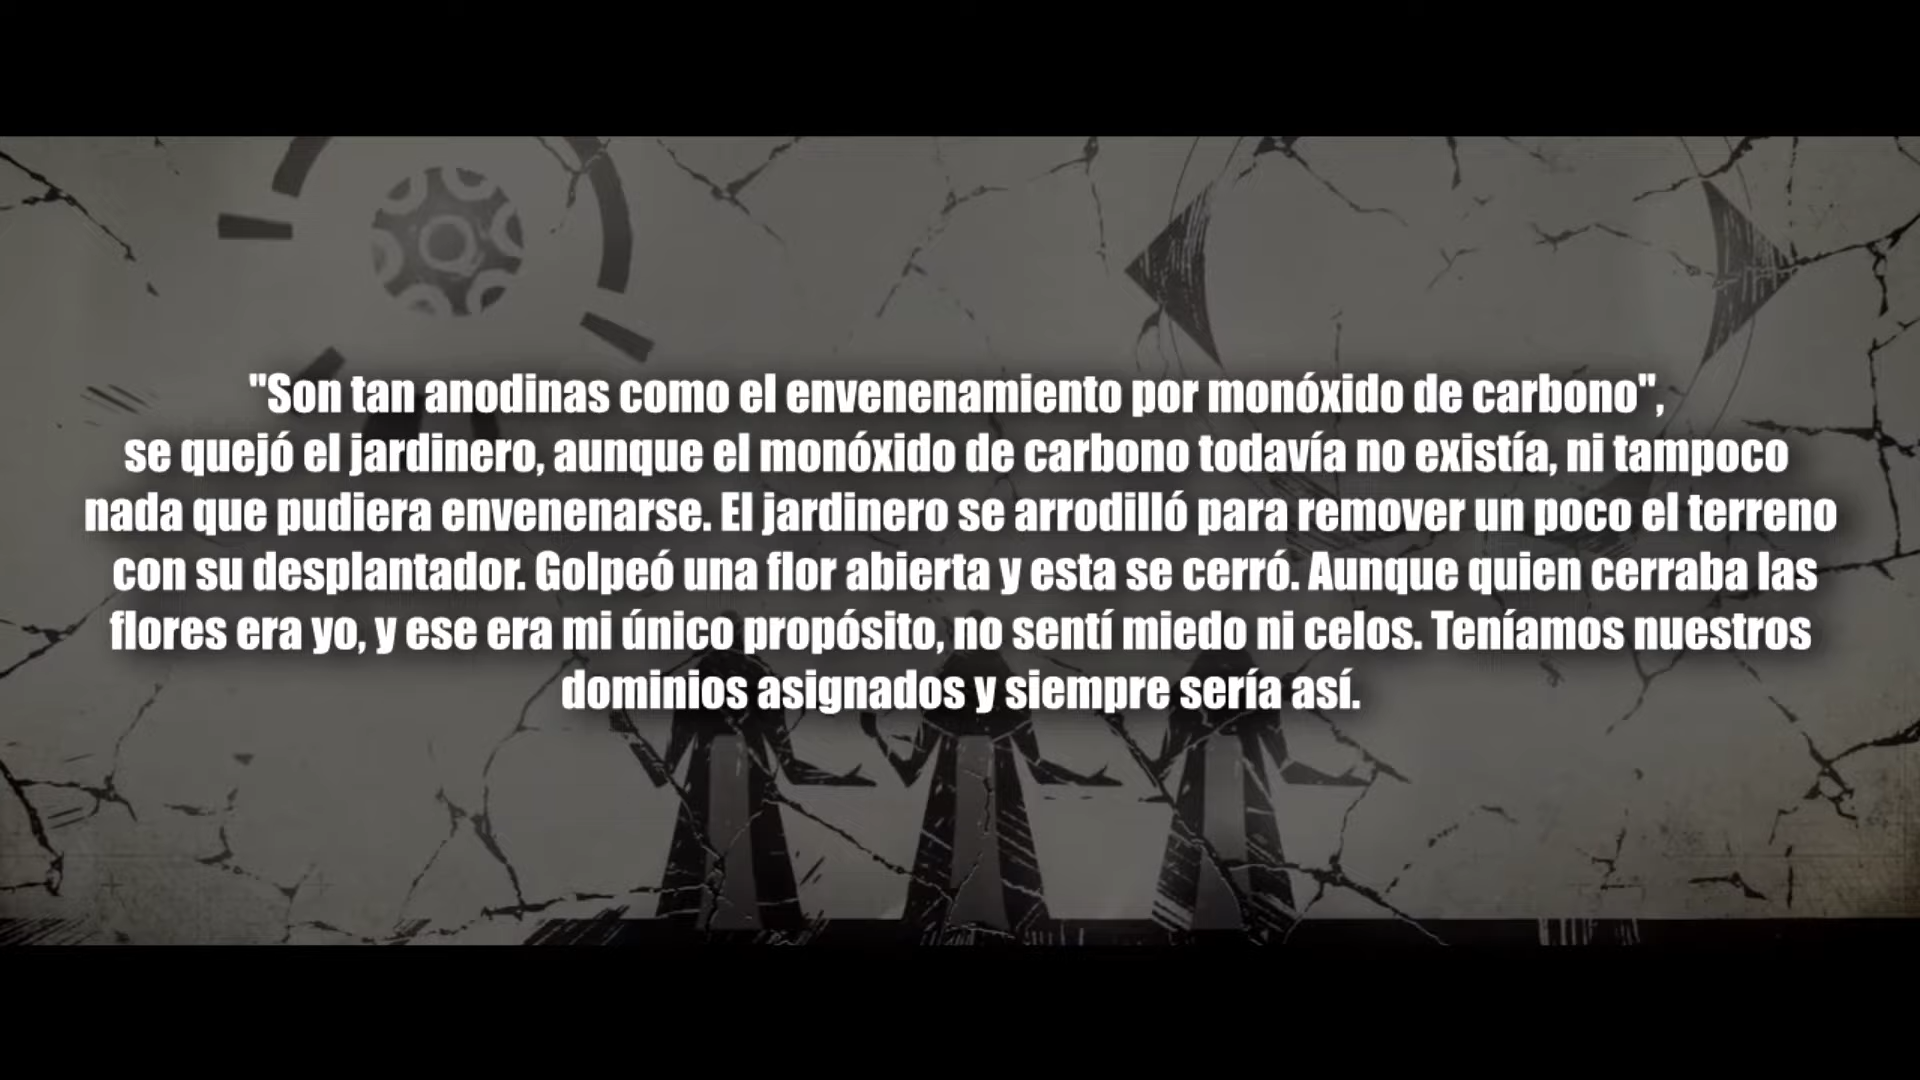 "Son tan anodinas como el envenenamiento por monóxido de carbono",
se quejó el jardinero, aunque el monóxido de carbono todavía no existía, ni tampoco
nada que pudiera envenenarse. El jardinero se arrodilló para remover un poco el terreno
con su desplantador. Golpeó una flor abierta y esta se cerró. Aunque quien cerraba las
flores era yo, y ese era mi único propósito, no sentí miedo ni celos. Teníamos nuestros
dominios asignados y siempre sería así.